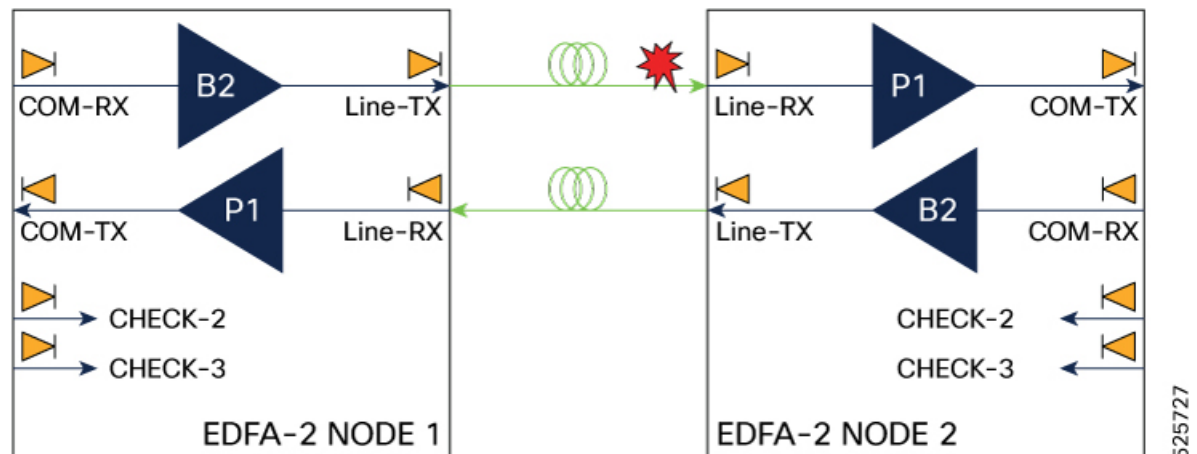 B2
P1
COM-RX
Line-TX
Line-RX
COM-TX
P1
B2
COM-TX
Line-RX
Line-TX
COM-RX
CHECK-2
CHECK-2
CHECK-3
CHECK-3
EDFA-2 NODE 1
EDFA-2 NODE 2
525727